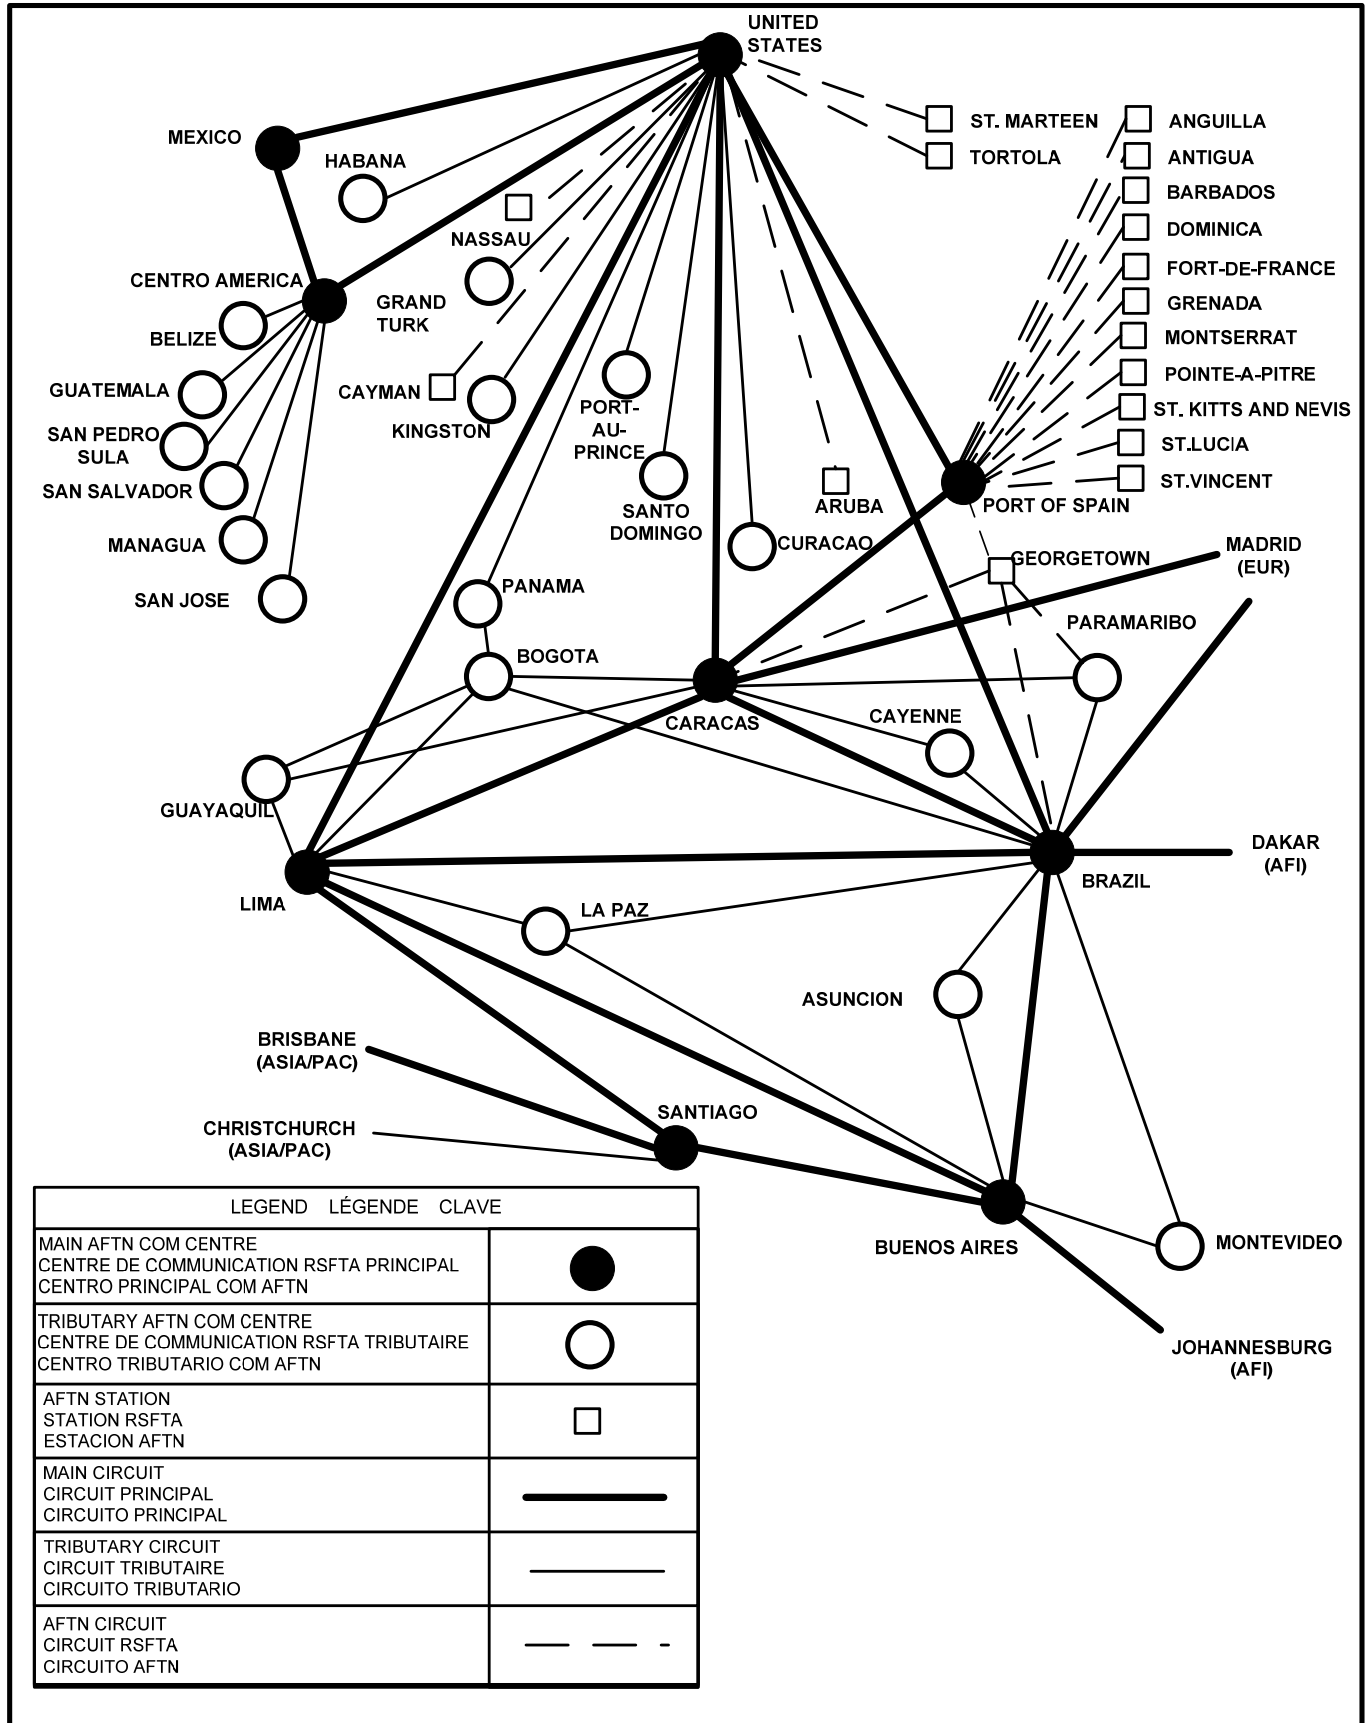 UNITED
STATES
MEXICO
HABANA
ST. MARTEEN
TORTOLA
ANGUILLA
ANTIGUA
BARBADOS
DOMINICA
FORT-DE-FRANCE
GRENADA
MONTSERRAT
POINTE-A-PITRE
ST. KITTS AND NEVIS
ST.LUCIA
ST.VINCENT
NASSAU
CENTRO AMERICA
GRAND
TURK
BELIZE
GUATEMALA
CAYMAN
KINGSTON
PORT-
AU-
PRINCE
SAN PEDRO
SULA
SAN SALVADOR
MANAGUA
SAN JOSE
SANTO
DOMINGO
ARUBA
CURACAO
PORT OF SPAIN
GEORGETOWN
MADRID
(EUR)
PANAMA
PARAMARIBO
BOGOTA
CARACAS
CAYENNE
GUAYAQUIL
LIMA
DAKAR
(AFI)
BRAZIL
LA PAZ
ASUNCION
BRISBANE
(ASIA/PAC)
CHRISTCHURCH
(ASIA/PAC)
SANTIAGO
BUENOS AIRES
MONTEVIDEO
JOHANNESBURG
(AFI)
LEGEND LÉGENDE CLAVE
MAIN AFTN COM CENTRE
CENTRE DE COMMUNICATION RSFTA PRINCIPAL
CENTRO PRINCIPAL COM AFTN
TRIBUTARY AFTN COM CENTRE
CENTRE DE COMMUNICATION RSFTA TRIBUTAIRE
CENTRO TRIBUTARIO COM AFTN
AFTN STATION
STATION RSFTA
ESTACION AFTN
MAIN CIRCUIT
CIRCUIT PRINCIPAL
CIRCUITO PRINCIPAL
TRIBUTARY CIRCUIT
CIRCUIT TRIBUTAIRE
CIRCUITO TRIBUTARIO
AFTN CIRCUIT
CIRCUIT RSFTA
CIRCUITO AFTN